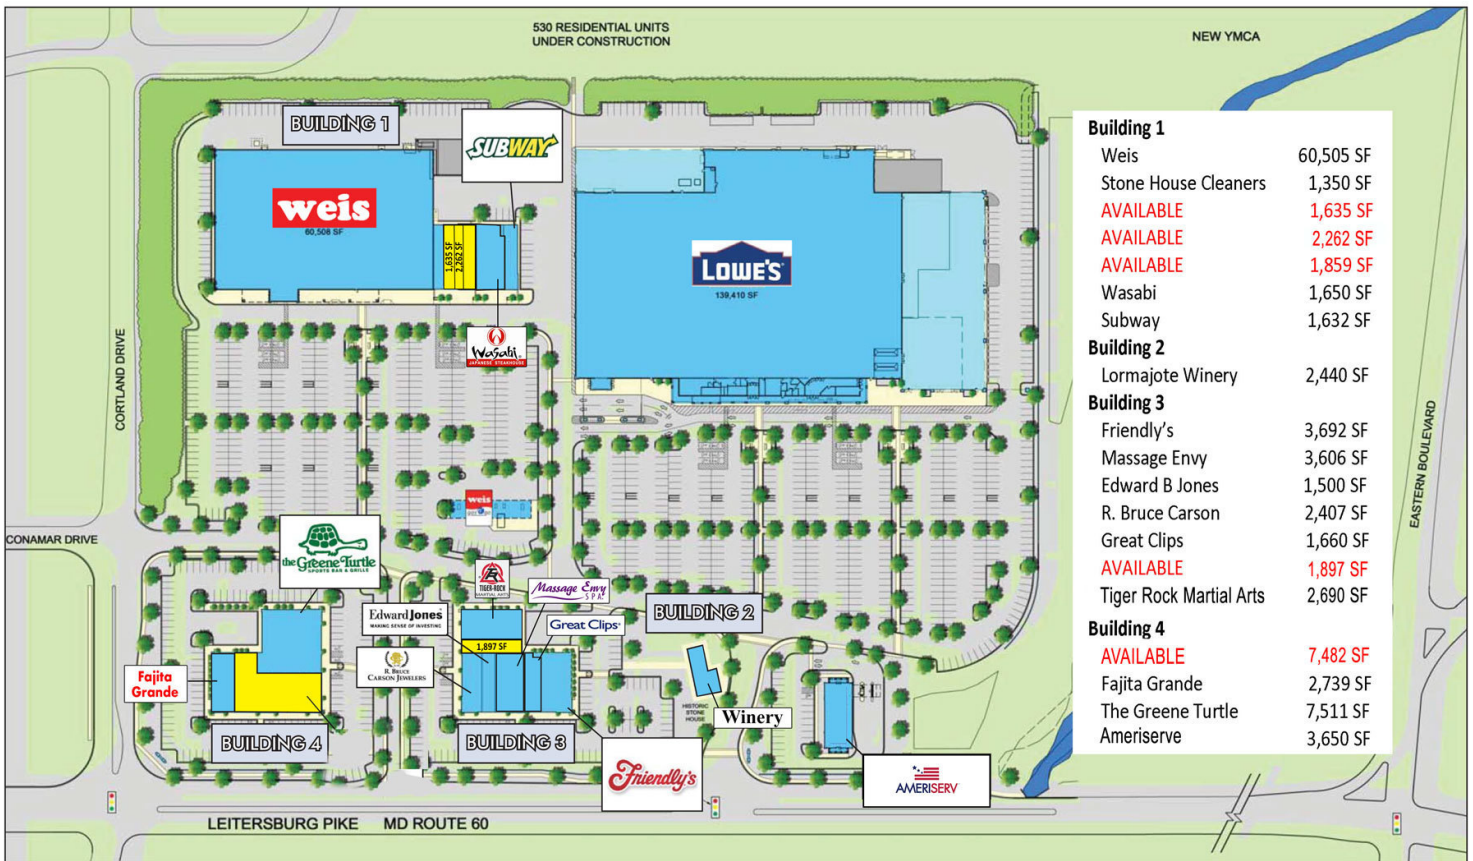 530 RESIDENTIAL UNITS
UNDER CONSTRUCTION
NEW YMCA
BUILDING 1
SUBWAY
weis
60,508 SF
1,635 SF
2,262 SF
LOWE'S
139,410 SF
Wasabi
JAPANESE STEAKHOUSE
CORTLAND DRIVE
EASTERN BOULEVARD
weis
CONAMAR DRIVE
the Greene Turtle
SPORTS BAR & GRILLE
TIGER-ROCK
MARTIAL ARTS
Massage Envy
SPA
Edward Jones
MAKING SENSE OF INVESTING
Great Clips
BUILDING 2
1,897 SF
R. BRUCE
CARSON JEWELERS
Fajita
Grande
HISTORIC
STONE
HOUSE
Winery
BUILDING 4
BUILDING 3
Friendly's
AMERISERV
LEITERSBURG PIKE MD ROUTE 60
Building 1
Weis 60,505 SF
Stone House Cleaners 1,350 SF
AVAILABLE 1,635 SF
AVAILABLE 2,262 SF
AVAILABLE 1,859 SF
Wasabi 1,650 SF
Subway 1,632 SF
Building 2
Lormajote Winery 2,440 SF
Building 3
Friendly's 3,692 SF
Massage Envy 3,606 SF
Edward B Jones 1,500 SF
R. Bruce Carson 2,407 SF
Great Clips 1,660 SF
AVAILABLE 1,897 SF
Tiger Rock Martial Arts 2,690 SF
Building 4
AVAILABLE 7,482 SF
Fajita Grande 2,739 SF
The Greene Turtle 7,511 SF
Ameriserve 3,650 SF